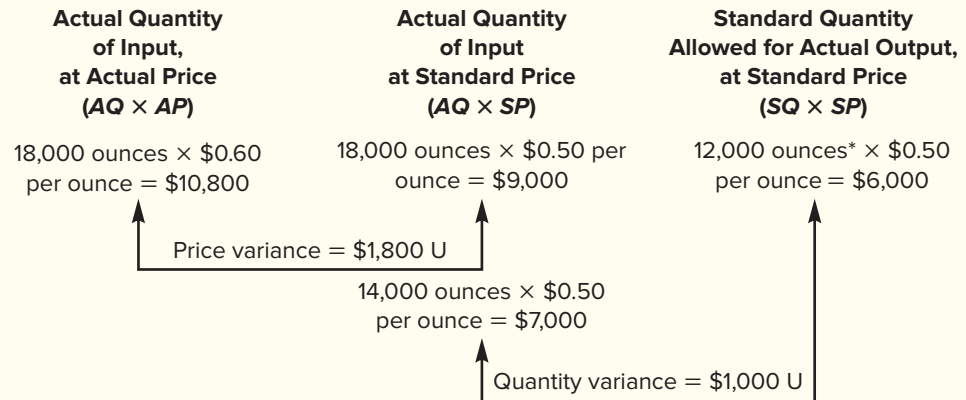 Actual Quantity
of Input,
at Actual Price
(AQ × AP)
18,000 ounces × $0.60
per ounce = $10,800
Actual Quantity
of Input
at Standard Price
(AQ × SP)
18,000 ounces × $0.50 per
ounce = $9,000
Standard Quantity
Allowed for Actual Output,
at Standard Price
(SQ × SP)
12,000 ounces* × $0.50
per ounce = $6,000
Price variance = $1,800 U
14,000 ounces × $0.50
per ounce = $7,000
Quantity variance = $1,000 U